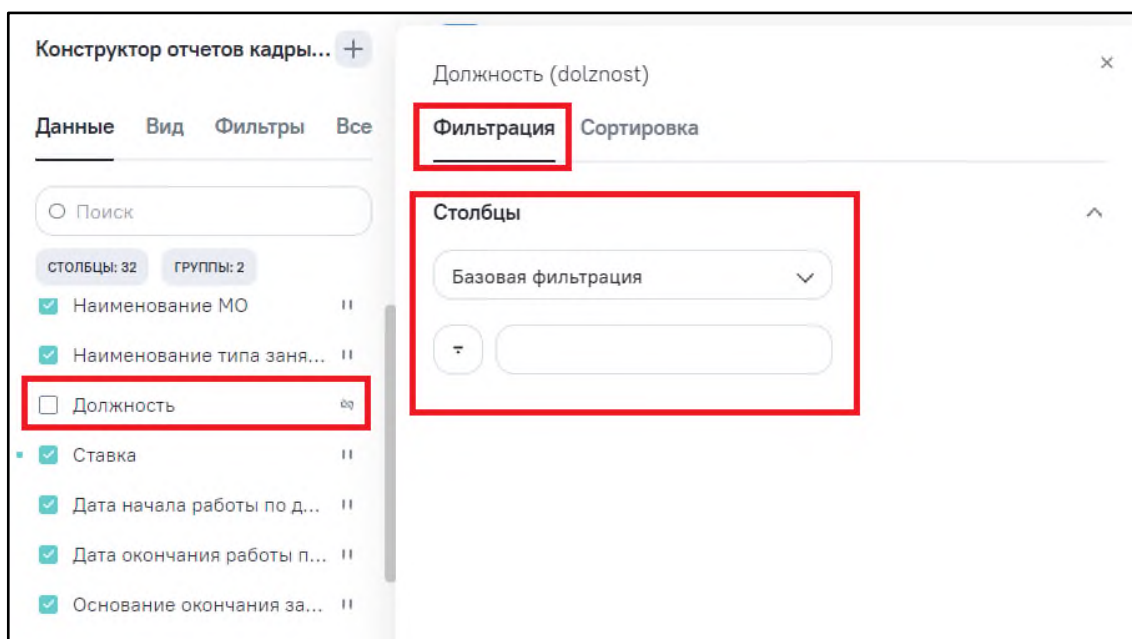 Конструктор отчетов кадры...
Данные Вид Фильтры Все
Поиск
СТОЛБЦЫ: 32 ГРУППЫ: 2
Наименование МО
Наименование типа заня...
Должность
Ставка
Дата начала работы по д...
Дата окончания работы п...
Основание окончания за...
Должность (dolznost)
Фильтрация Сортировка
Столбцы
Базовая фильтрация